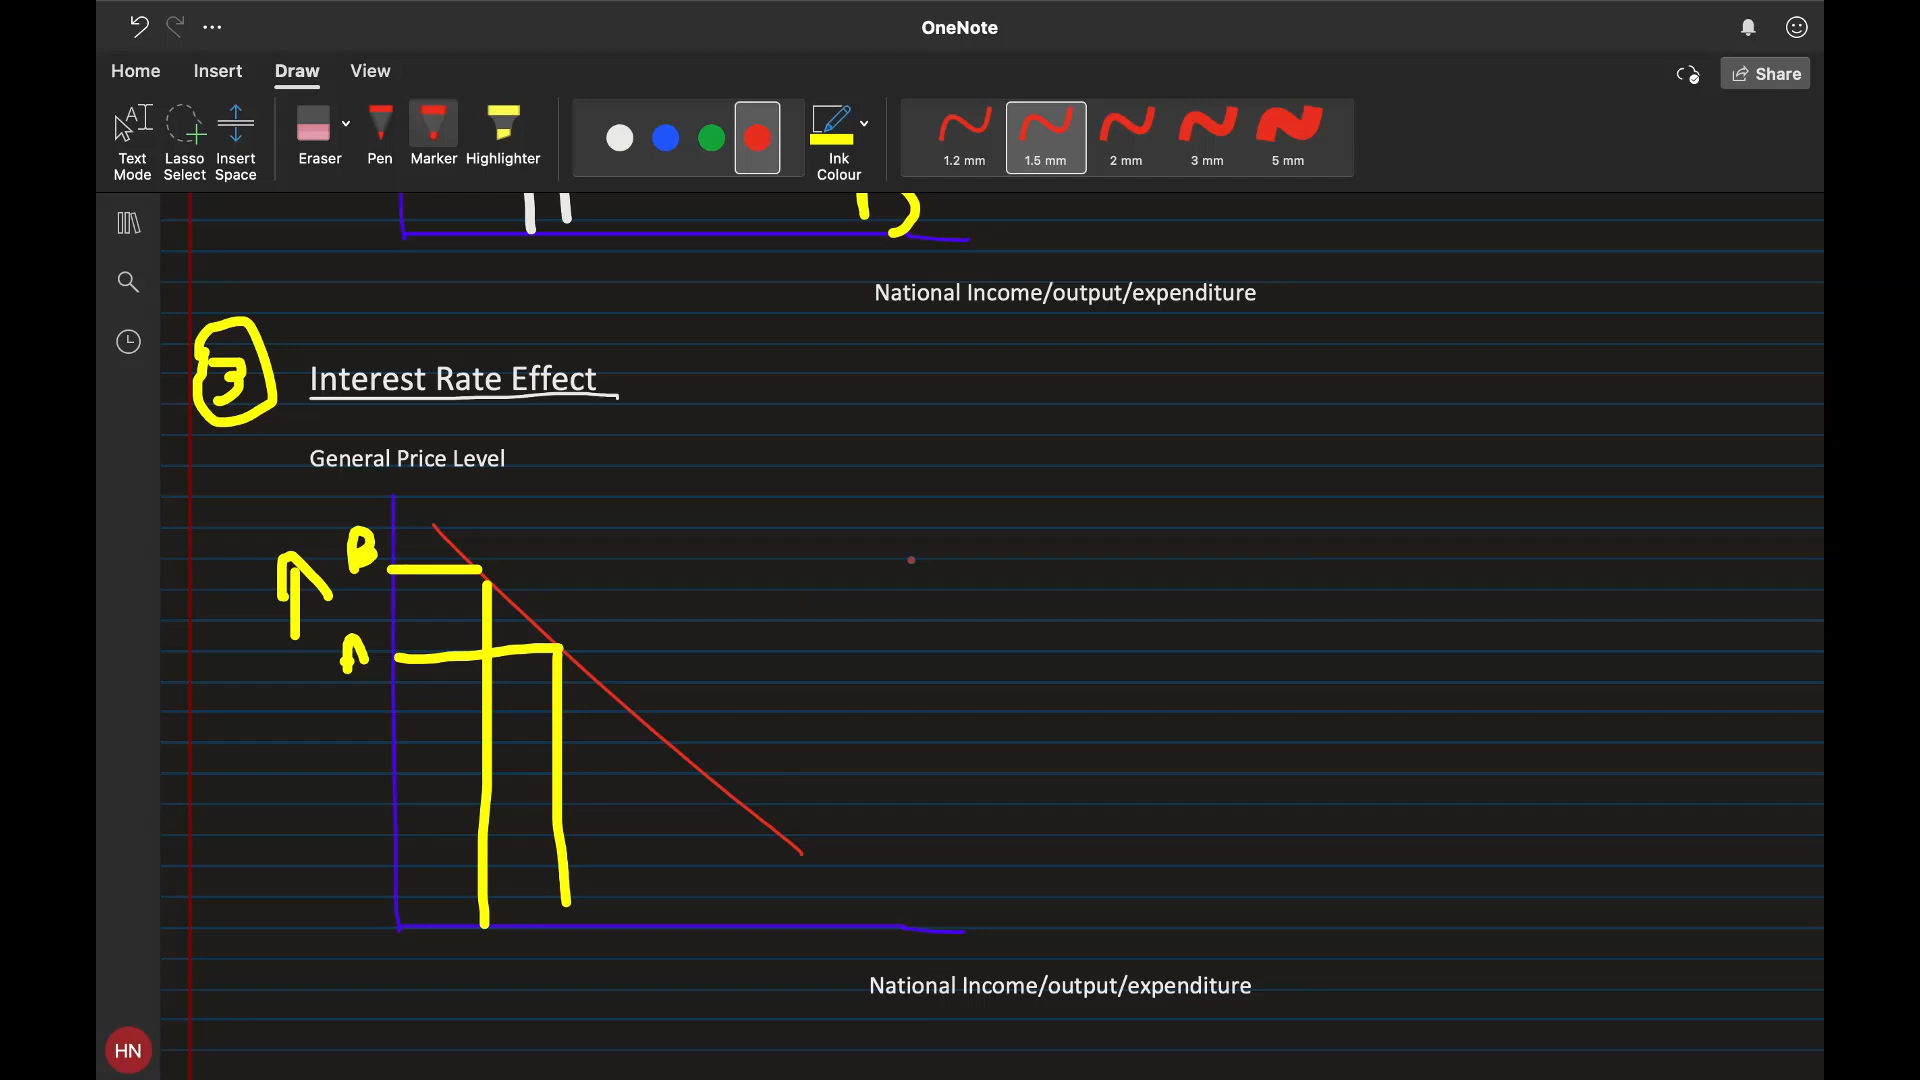 OneNote
Home Insert Draw View
Share
Text Mode
Lasso Select
Insert Space
Eraser
Pen
Marker
Highlighter
Ink Colour
1.2 mm
1.5 mm
2 mm
3 mm
5 mm
B
National Income/output/expenditure
3
Interest Rate Effect
General Price Level
B
A
National Income/output/expenditure
HN